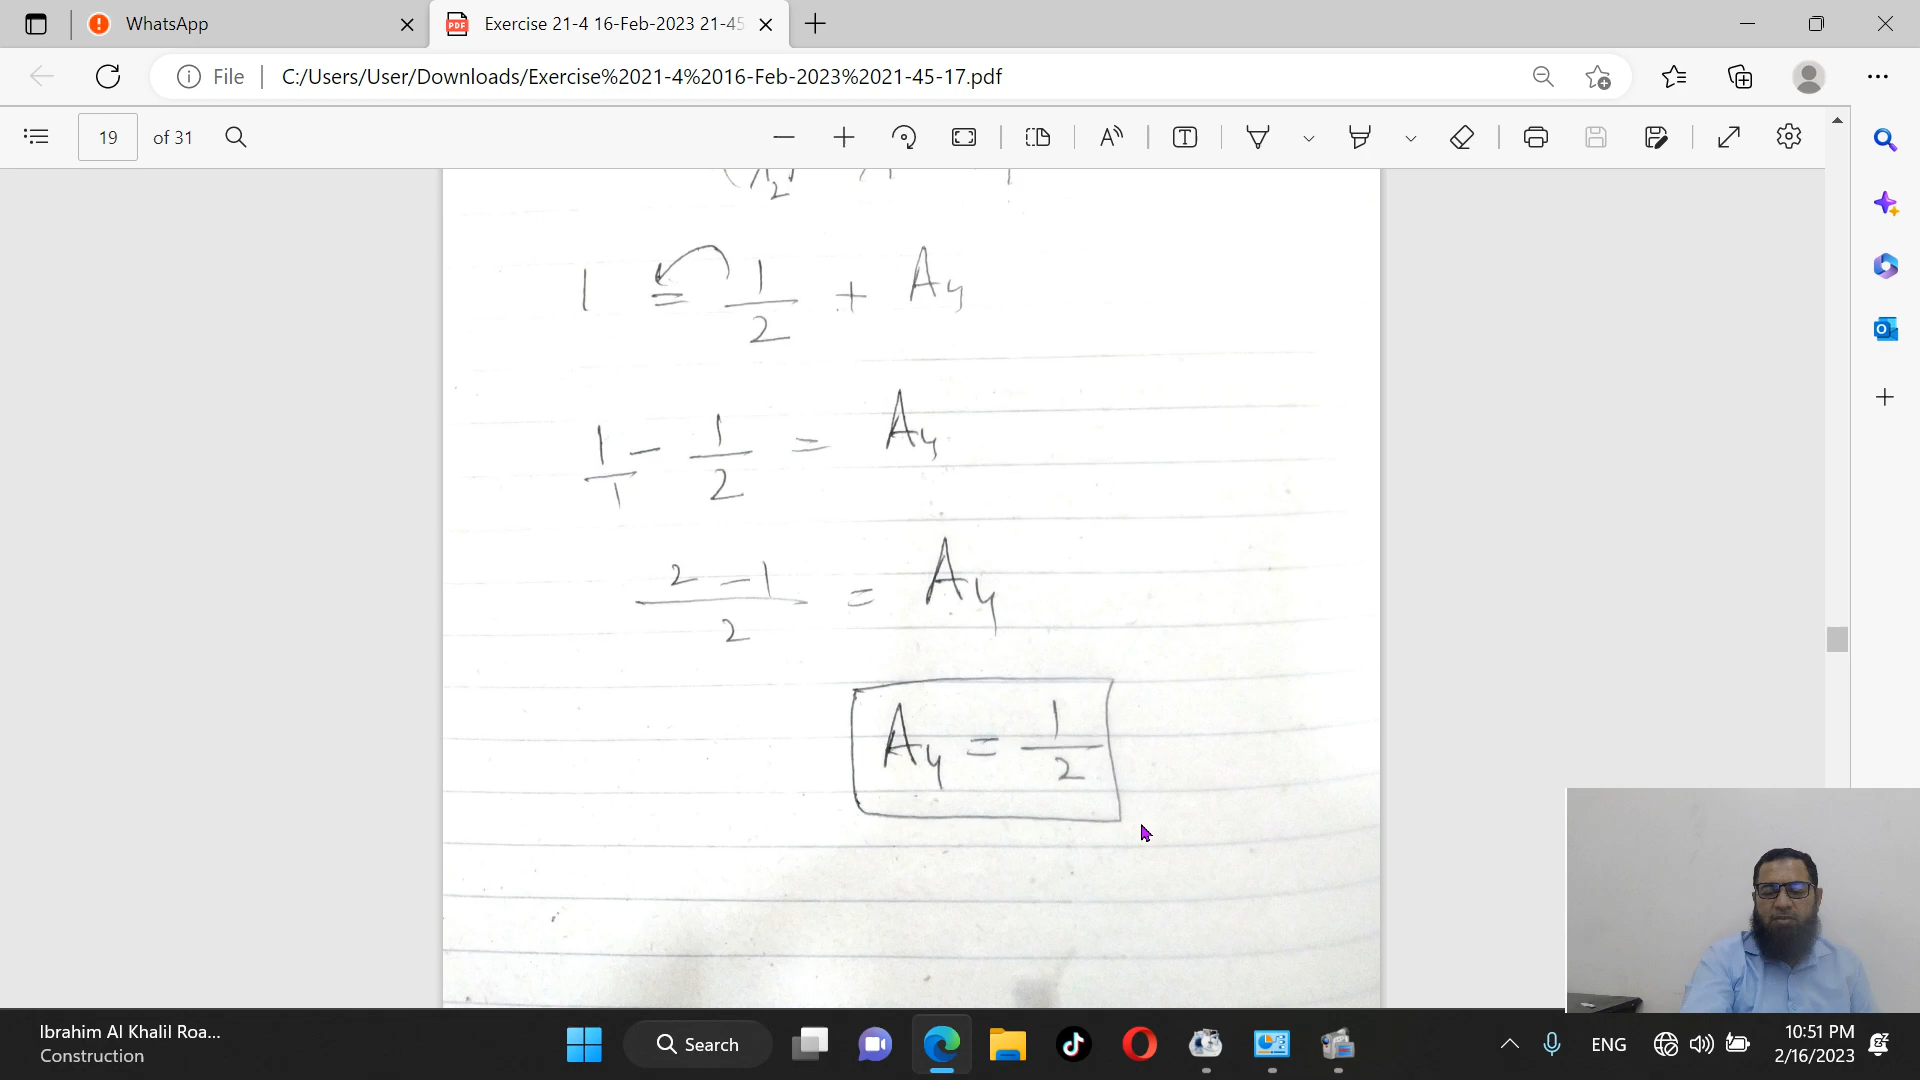 WhatsApp
Exercise 21-4 16-Feb-2023 21-45
File
C:/Users/User/Downloads/Exercise%2021-4%2016-Feb-2023%2021-45-17.pdf
19 of 31
1 = 1/2 + A4
1/1 - 1/2 = A4
2 - 1 / 2 = A4
A4 = 1/2
Ibrahim Al Khalil Roa...
Construction
Search
ENG
10:51 PM
2/16/2023